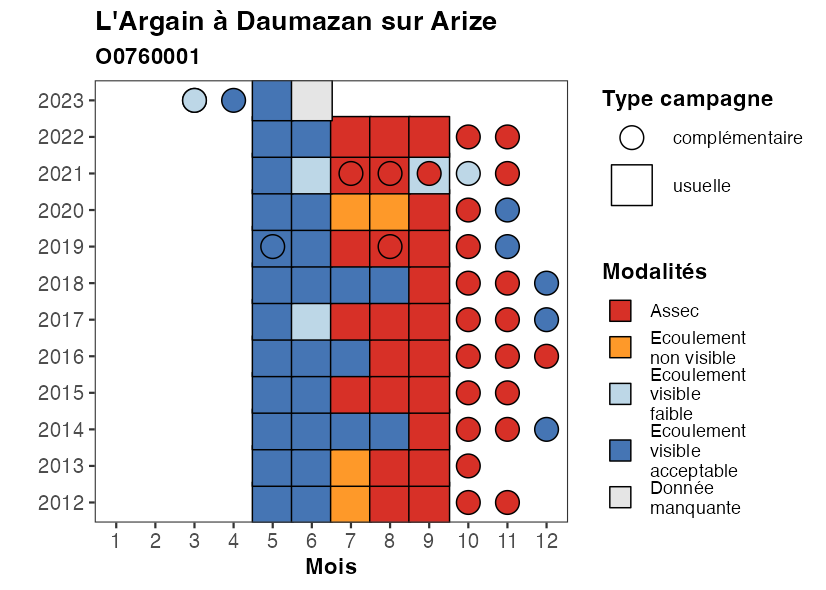 L'Argain à Daumazan sur Arize
O0760001
2023
2022
2021
2020
2019
2018
2017
2016
2015
2014
2013
2012
1 2 3 4 5 6 7 8 9 10 11 12
Mois
Type campagne
complémentaire
usuelle
Modalités
Assec
Ecoulement
non visible
Ecoulement
visible
faible
Ecoulement
visible
acceptable
Donnée
manquante